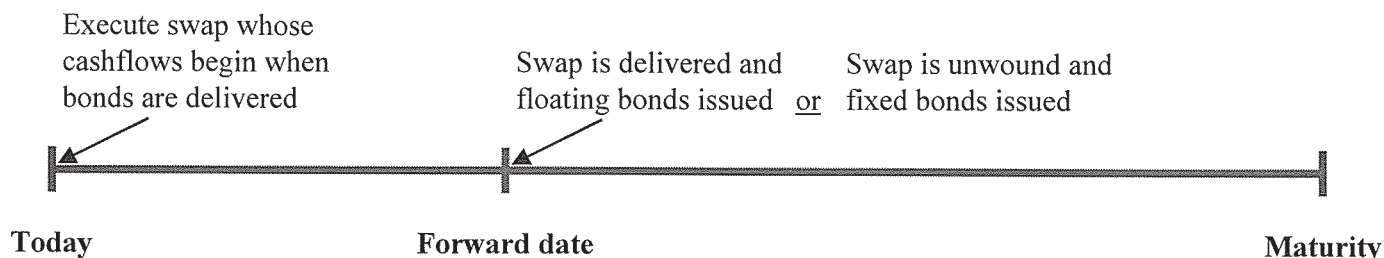 Execute swap whose
cashflows begin when
bonds are delivered
Swap is delivered and
floating bonds issued or
Swap is unwound and
fixed bonds issued
Today
Forward date
Maturity